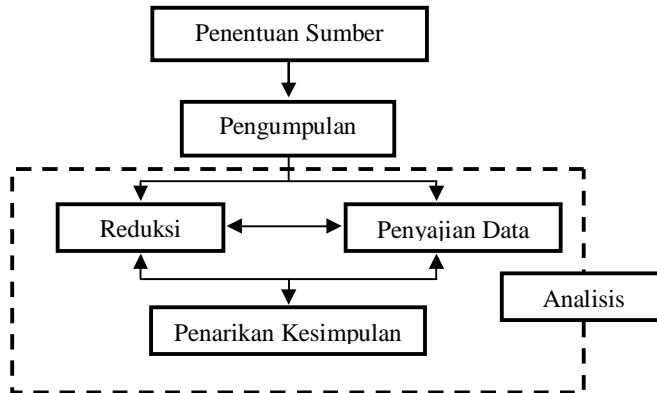 Penentuan Sumber
Pengumpulan
Reduksi
Penyajian Data
Analisis
Penarikan Kesimpulan